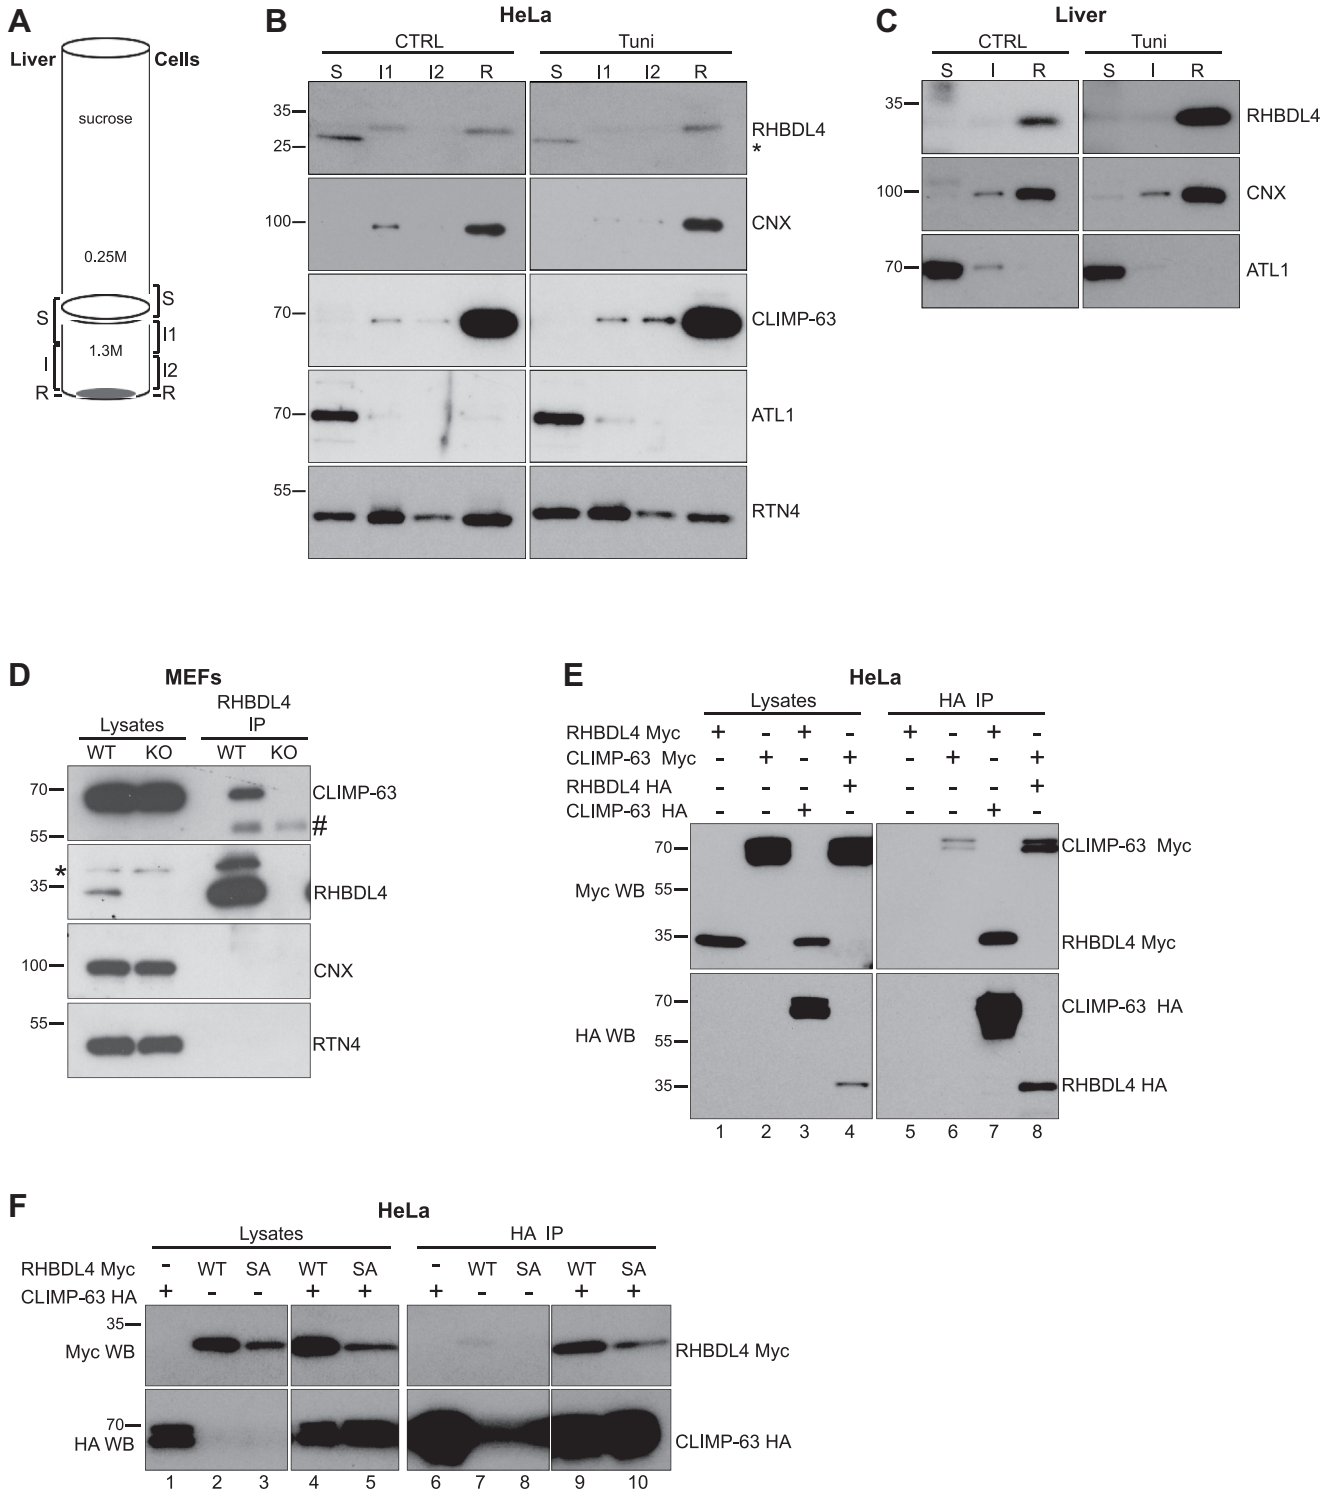 A
Liver
Cells
sucrose
0.25M
S
S
1.3M
I1
I
I2
R
R
B
HeLa
CTRL
Tuni
S I1 I2 R S I1 I2 R
35
25
RHBDL4
*
100
CNX
70
CLIMP-63
70
ATL1
55
RTN4
C
Liver
CTRL
Tuni
S I R S I R
35
RHBDL4
100
CNX
70
ATL1
D
MEFs
RHBDL4
Lysates IP
WT KO WT KO
70
CLIMP-63
55
#
*
35
RHBDL4
100
CNX
55
RTN4
E
HeLa
Lysates HA IP
RHBDL4 Myc + - + - + - + -
CLIMP-63 Myc - + - + - + - +
RHBDL4 HA - - - + - - - +
CLIMP-63 HA - - + - - - + -
70
CLIMP-63 Myc
Myc WB
55
35
RHBDL4 Myc
70
CLIMP-63 HA
HA WB
55
35
RHBDL4 HA
1 2 3 4 5 6 7 8
F
HeLa
Lysates HA IP
RHBDL4 Myc - WT SA WT SA - WT SA WT SA
CLIMP-63 HA + - - + + + - - + +
35
Myc WB
RHBDL4 Myc
70
HA WB
CLIMP-63 HA
1 2 3 4 5 6 7 8 9 10